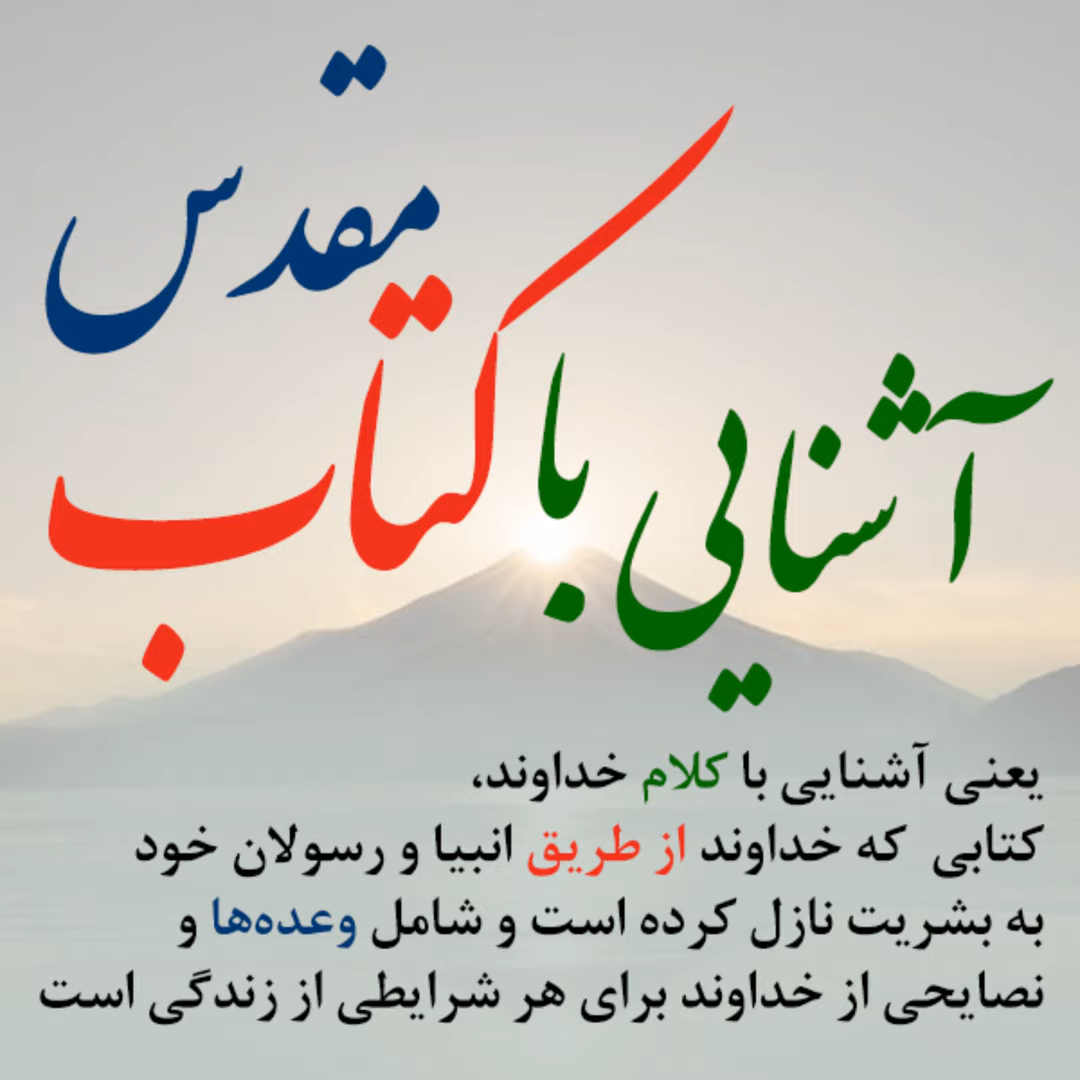 آشنایی با کتاب مقدس
یعنی آشنایی با کلام خداوند،
کتابی که خداوند از طریق انبیا و رسولان خود
به بشریت نازل کرده است و شامل وعده‌ها و
نصایحی از خداوند برای هر شرایطی از زندگی است